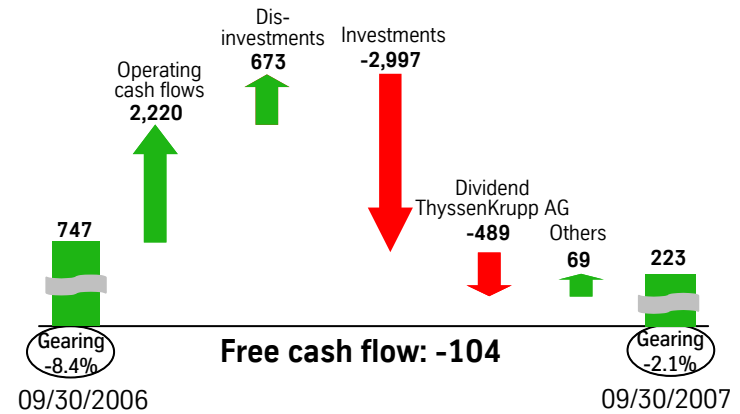 Dis-
investments
673
Investments
-2,997
Operating
cash flows
2,220
Dividend
ThyssenKrupp AG
-489
Others
69
747
223
Gearing
-8.4%
Free cash flow: -104
Gearing
-2.1%
09/30/2006
09/30/2007